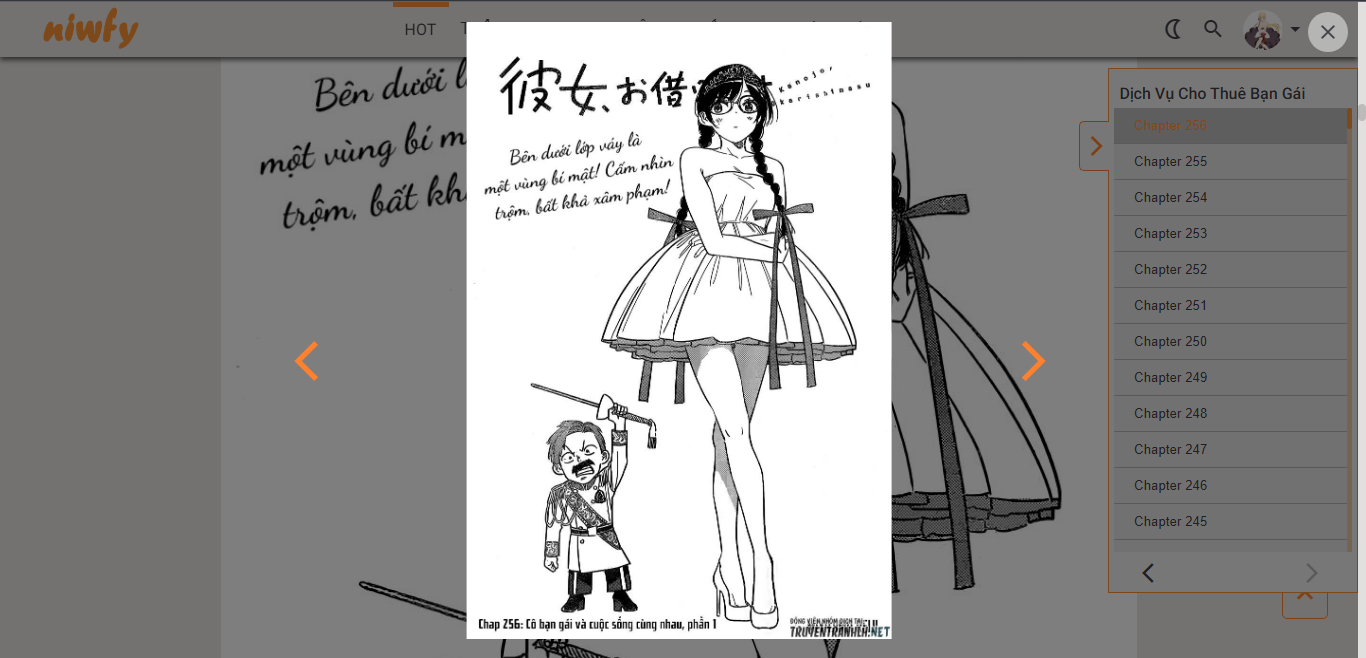 niwfy
HOT
彼女、お借
Kanojo,
Bên dưới lớp váy là
một vùng bí mật! Cấm nhìn
trộm, bất khả xâm phạm!
Chap 256: Cô bạn gái và cuộc sống cùng nhau, phần 1
TRUYENTRANHLH.NET
Bên dưới
một vùng bí m
trộm, bất kh
Dịch Vụ Cho Thuê Bạn Gái
Chapter 256
Chapter 255
Chapter 254
Chapter 253
Chapter 252
Chapter 251
Chapter 250
Chapter 249
Chapter 248
Chapter 247
Chapter 246
Chapter 245